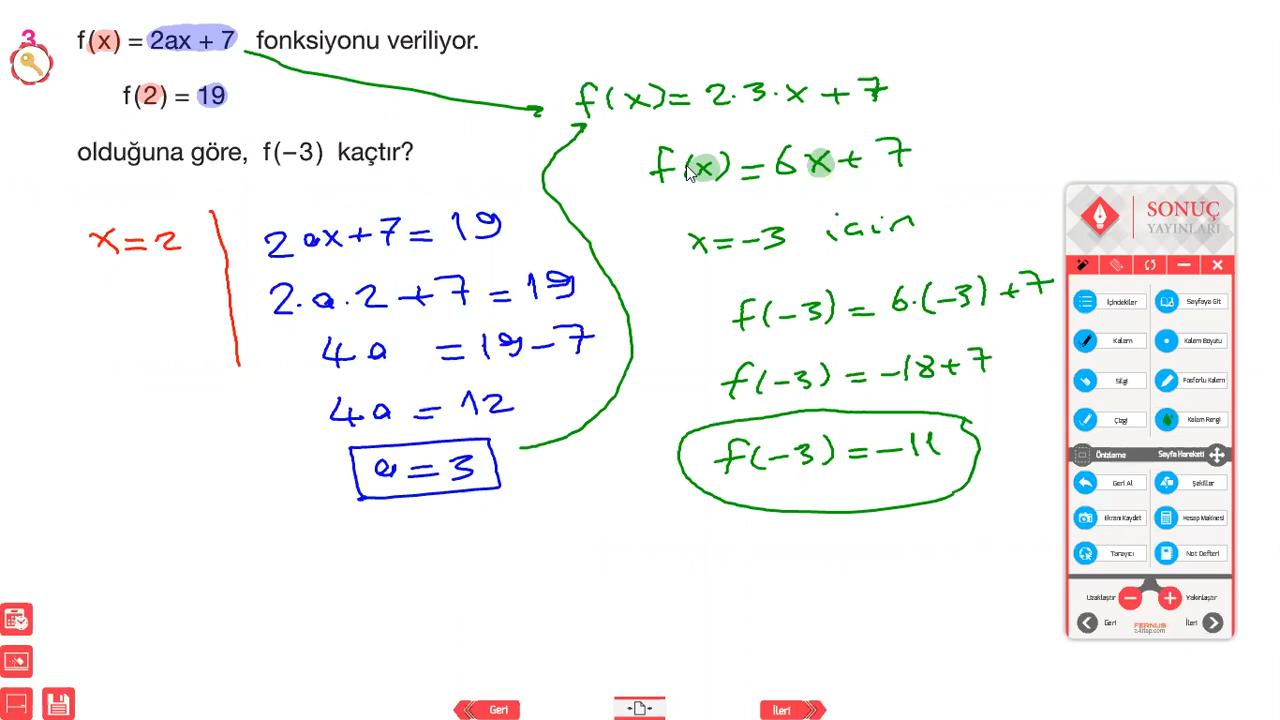 3
f(x) = 2ax + 7 fonksiyonu veriliyor.
f(2) = 19
olduğuna göre, f(−3) kaçtır?
x=2
2ax+7=19
2·a·2+7=19
4a =19−7
4a =12
a=3
f(x)=2·3·x+7
f(x)=6x+7
x=−3 için
f(−3)=6·(−3)+7
f(−3)=−18+7
f(−3)=−11
SONUÇ
YAYINLARI
İçindekiler
Sayfaya Git
Kalem
Kalem Boyutu
Silgi
Fosforlu Kalem
Çizgi
Kalem Rengi
Önizleme
Sayfa Hareketi
Geri Al
Şekiller
Ekranı Kaydet
Hesap Makinesi
Tarayıcı
Not Defteri
Uzaklaştır
Yakınlaştır
Geri
FERNUS
z-kitap.com
İleri
Geri
İleri